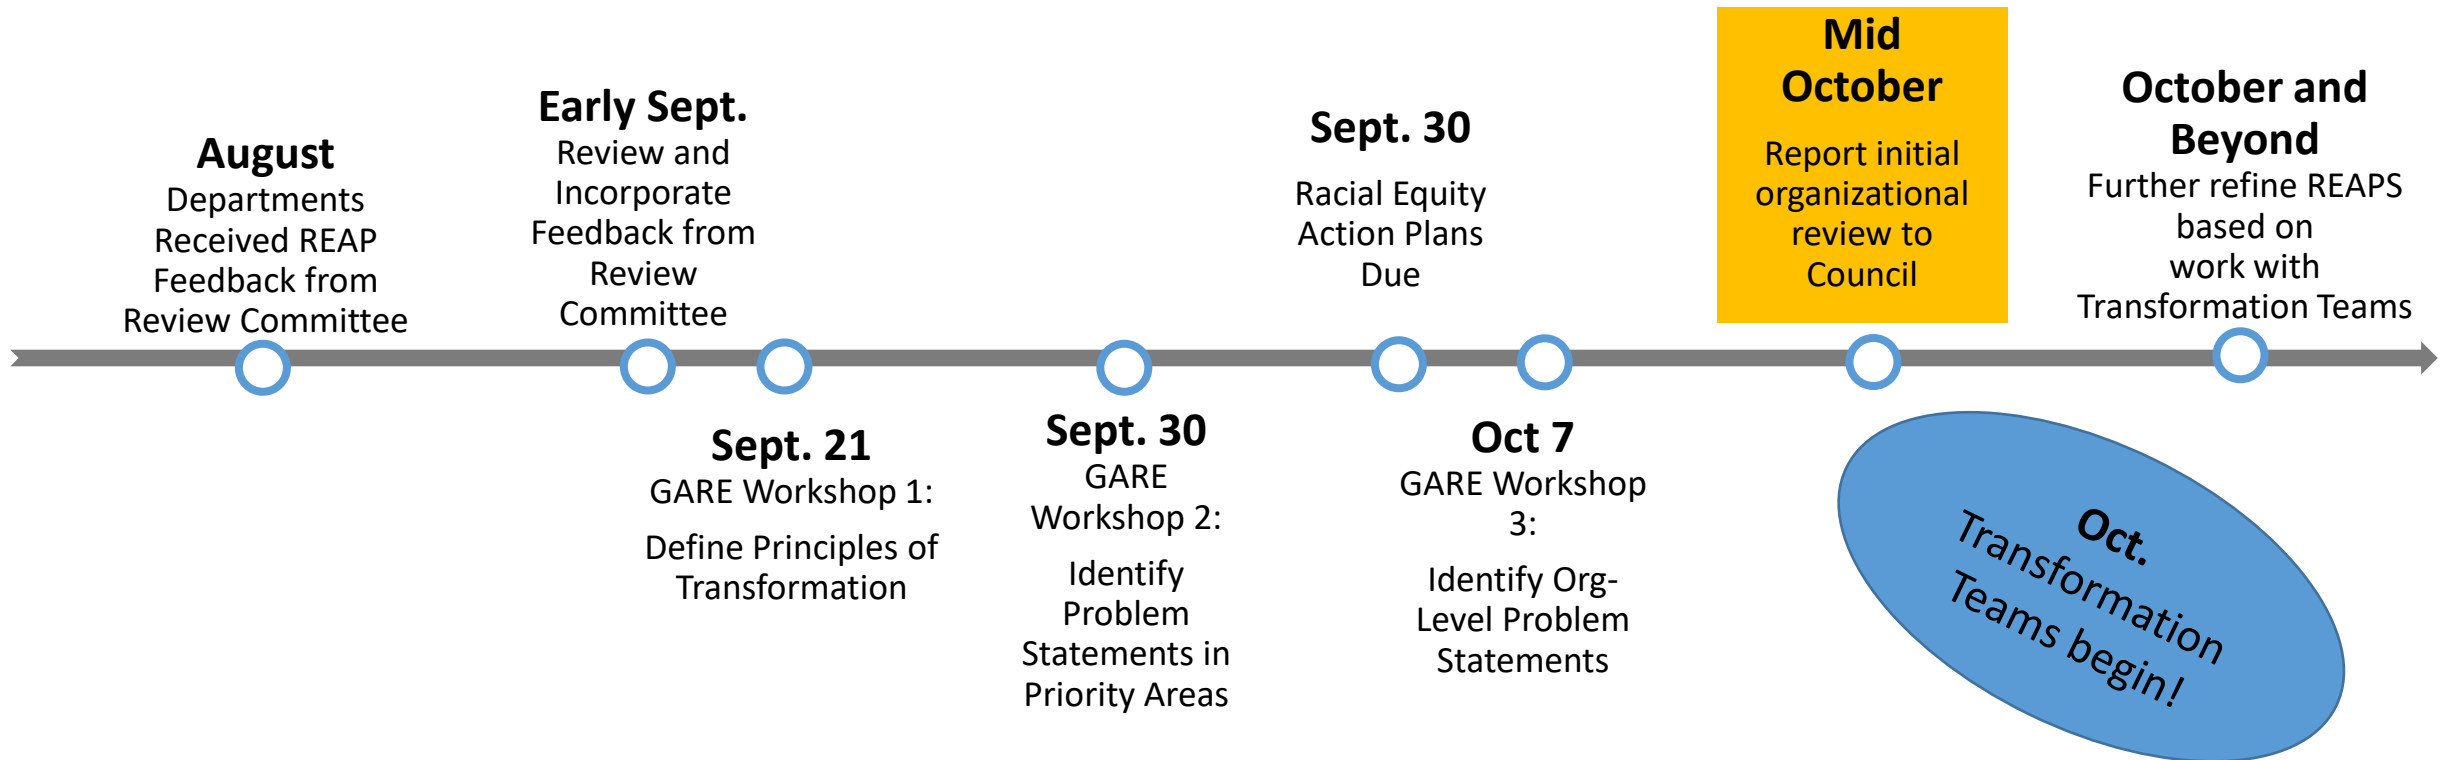 August
Departments
Received REAP
Feedback from
Review Committee
Early Sept.
Review and
Incorporate
Feedback from
Review
Committee
Sept. 21
GARE Workshop 1:
Define Principles of
Transformation
Sept. 30
GARE
Workshop 2:
Identify
Problem
Statements in
Priority Areas
Sept. 30
Racial Equity
Action Plans
Due
Oct 7
GARE Workshop
3:
Identify Org-
Level Problem
Statements
Mid
October
Report initial
organizational
review to
Council
October and
Beyond
Further refine REAPS
based on
work with
Transformation Teams
Oct.
Transformation
Teams begin!